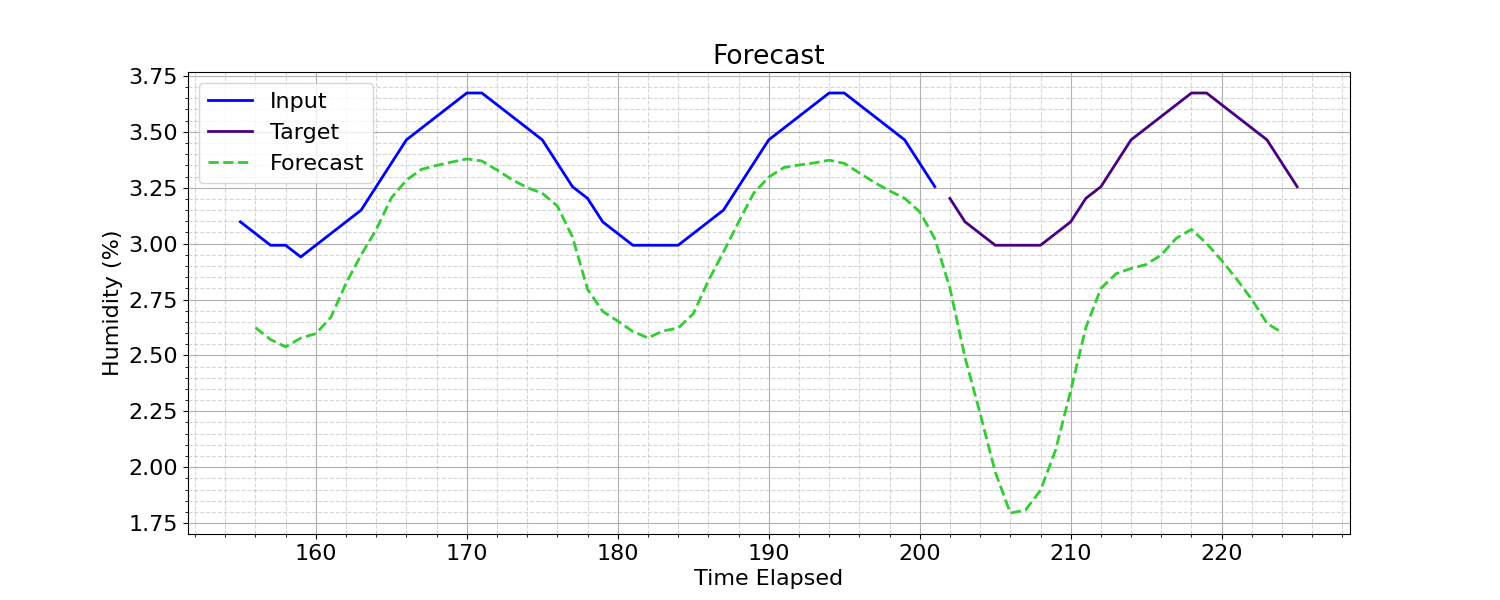 Forecast
3.75
3.50
3.25
3.00
2.75
2.50
2.25
2.00
1.75
Humidity (%)
Input
Target
Forecast
160 170 180 190 200 210 220
Time Elapsed